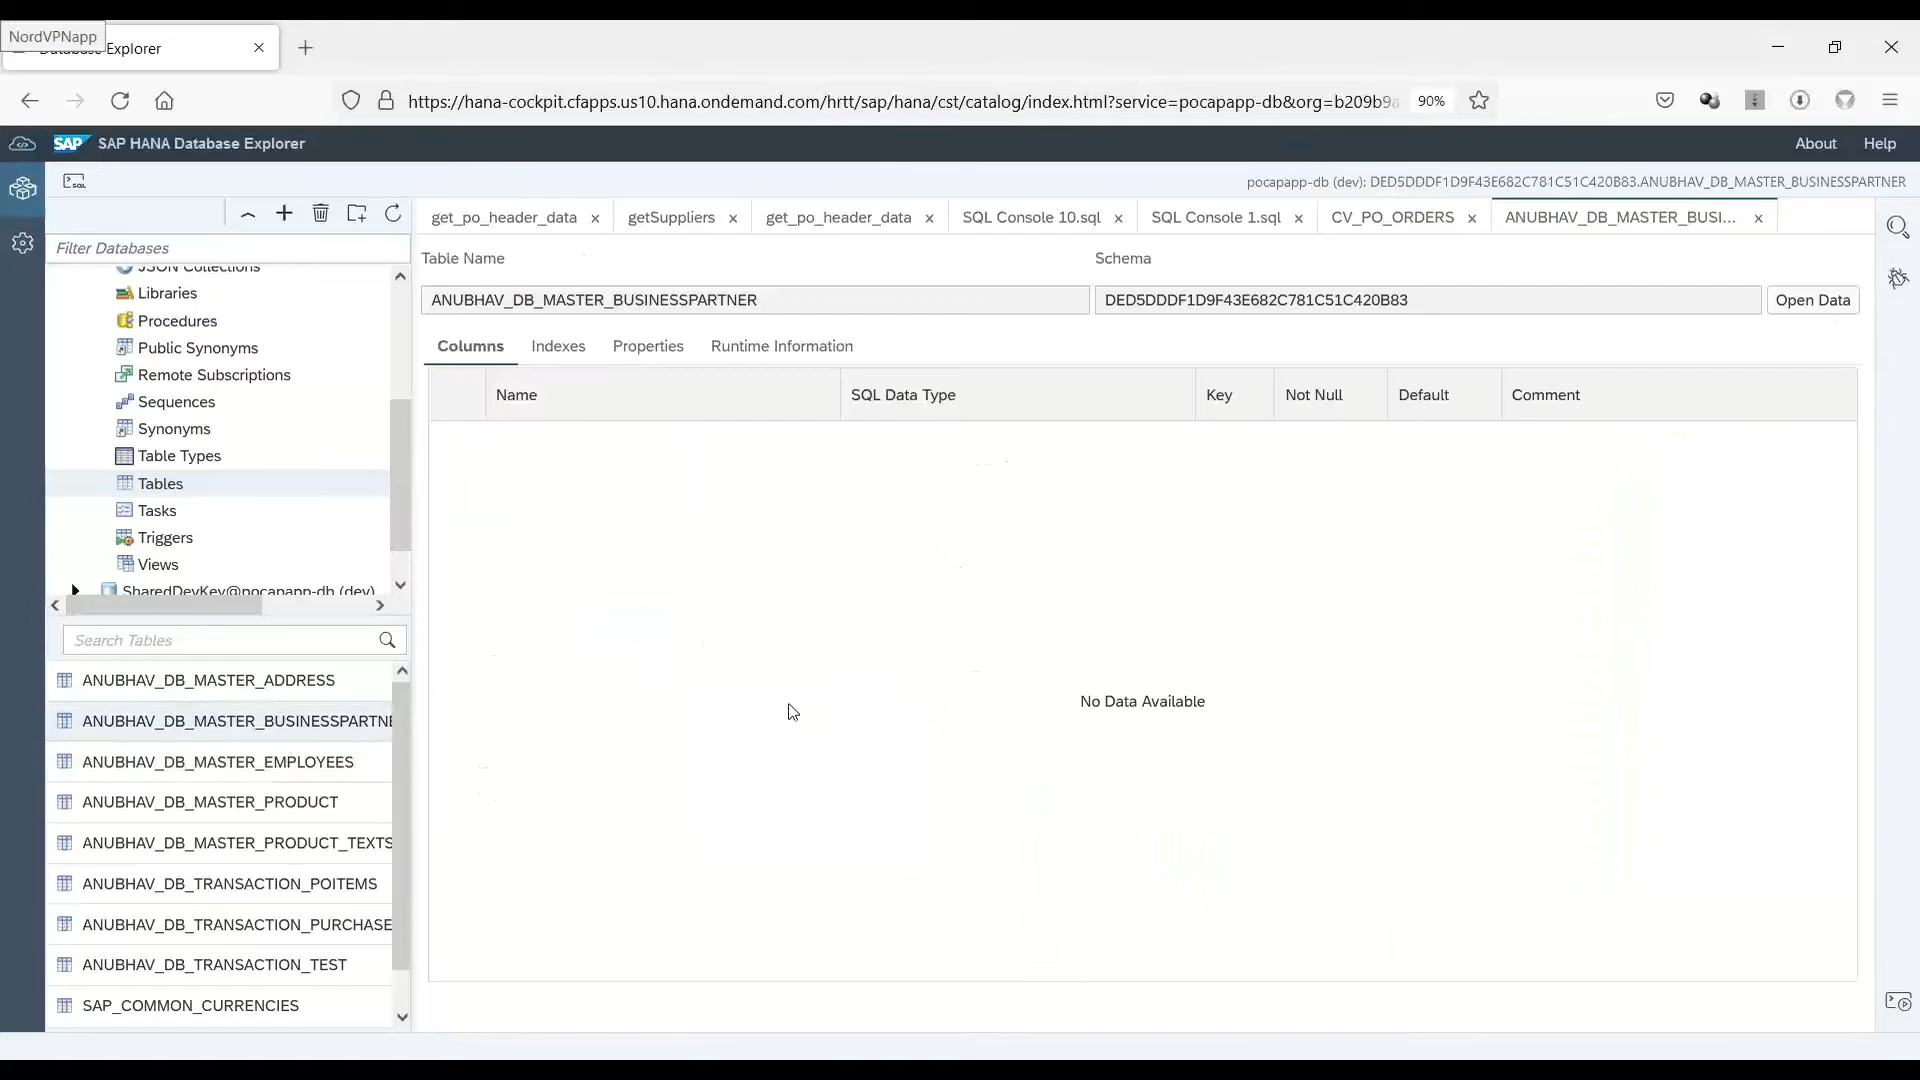 NordVPNapp
Database Explorer
https://hana-cockpit.cfapps.us10.hana.ondemand.com/hrtt/sap/hana/cst/catalog/index.html?service=pocapapp-db&org=b209b9a
90%
SAP SAP HANA Database Explorer
About Help
pocapapp-db (dev): DED5DDDF1D9F43E682C781C51C420B83.ANUBHAV_DB_MASTER_BUSINESSPARTNER
get_po_header_data
getSuppliers
get_po_header_data
SQL Console 10.sql
SQL Console 1.sql
CV_PO_ORDERS
ANUBHAV_DB_MASTER_BUSI...
Filter Databases
JSON Collections
Libraries
Procedures
Public Synonyms
Remote Subscriptions
Sequences
Synonyms
Table Types
Tables
Tasks
Triggers
Views
SharedDevKey@pocapapp-db (dev)
Search Tables
ANUBHAV_DB_MASTER_ADDRESS
ANUBHAV_DB_MASTER_BUSINESSPARTNE
ANUBHAV_DB_MASTER_EMPLOYEES
ANUBHAV_DB_MASTER_PRODUCT
ANUBHAV_DB_MASTER_PRODUCT_TEXTS
ANUBHAV_DB_TRANSACTION_POITEMS
ANUBHAV_DB_TRANSACTION_PURCHASE
ANUBHAV_DB_TRANSACTION_TEST
SAP_COMMON_CURRENCIES
Table Name
Schema
ANUBHAV_DB_MASTER_BUSINESSPARTNER
DED5DDDF1D9F43E682C781C51C420B83
Open Data
Columns Indexes Properties Runtime Information
Name SQL Data Type Key Not Null Default Comment
No Data Available